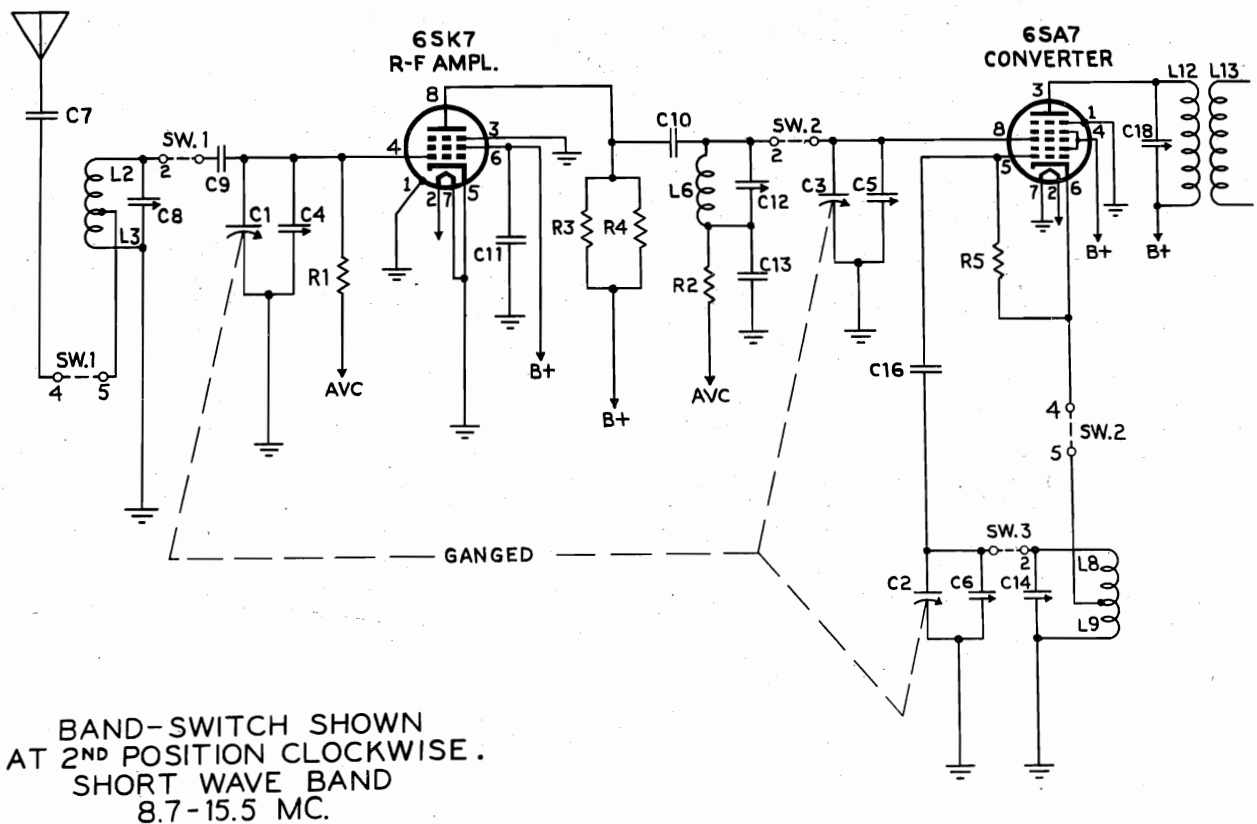 6SK7
R-F AMPL.
6SA7
CONVERTER
C7
SW.1
2
L2
C9
C8
L3
C1
C4
R1
AVC
SW.1
4
5
8
3
6
4
1
2
7
5
C11
B+
R3
R4
B+
C10
L6
C12
C13
R2
AVC
SW.2
2
C3
C5
8
5
3
1
4
7
2
6
B+
C18
L12
L13
B+
R5
C16
4
SW.2
5
GANGED
SW.3
2
C2
C6
C14
L8
L9
BAND-SWITCH SHOWN
AT 2ND POSITION CLOCKWISE.
SHORT WAVE BAND
8.7-15.5 MC.